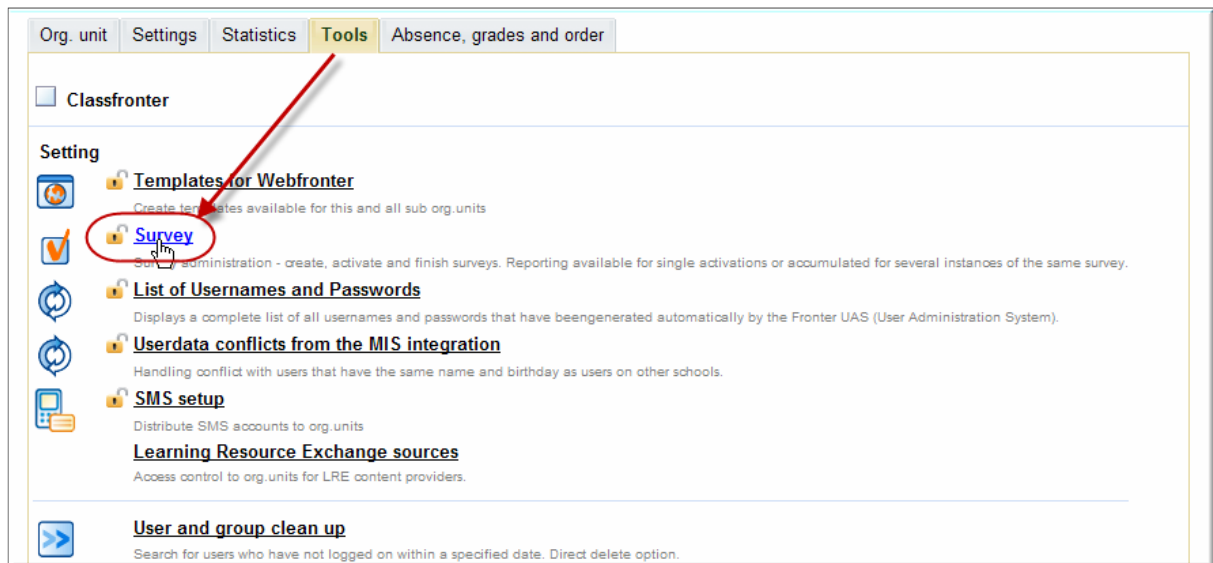 Org. unit Settings Statistics Tools Absence, grades and order
Classfronter
Setting
Templates for Webfronter
Create templates available for this and all sub org.units
Survey
Survey administration - create, activate and finish surveys. Reporting available for single activations or accumulated for several instances of the same survey.
List of Usernames and Passwords
Displays a complete list of all usernames and passwords that have beengenerated automatically by the Fronter UAS (User Administration System).
Userdata conflicts from the MIS integration
Handling conflict with users that have the same name and birthday as users on other schools.
SMS setup
Distribute SMS accounts to org.units
Learning Resource Exchange sources
Access control to org.units for LRE content providers.
User and group clean up
Search for users who have not logged on within a specified date. Direct delete option.